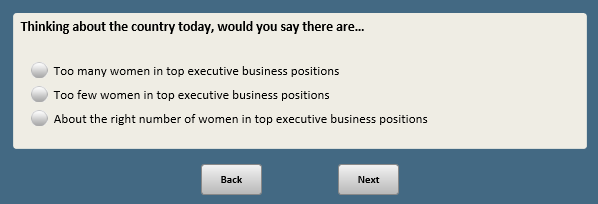 Thinking about the country today, would you say there are...
Too many women in top executive business positions
Too few women in top executive business positions
About the right number of women in top executive business positions
Back Next